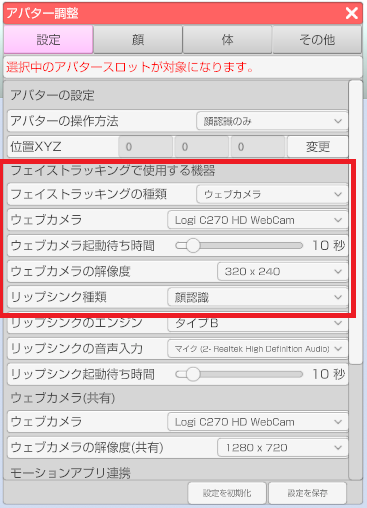 アバター調整
設定 顔 体 その他
選択中のアバタースロットが対象になります。
アバターの設定
アバターの操作方法 顔認識のみ
位置XYZ 0 0 0 変更
フェイストラッキングで使用する機器
フェイストラッキングの種類 ウェブカメラ
ウェブカメラ Logi C270 HD WebCam
ウェブカメラ起動待ち時間 10 秒
ウェブカメラの解像度 320 x 240
リップシンク種類 顔認識
リップシンクのエンジン タイプB
リップシンクの音声入力 マイク (2- Realtek High Definition Audio)
リップシンク起動待ち時間 10 秒
ウェブカメラ(共有)
ウェブカメラ Logi C270 HD WebCam
ウェブカメラの解像度(共有) 1280 x 720
モーションアプリ連携
設定を初期化 設定を保存